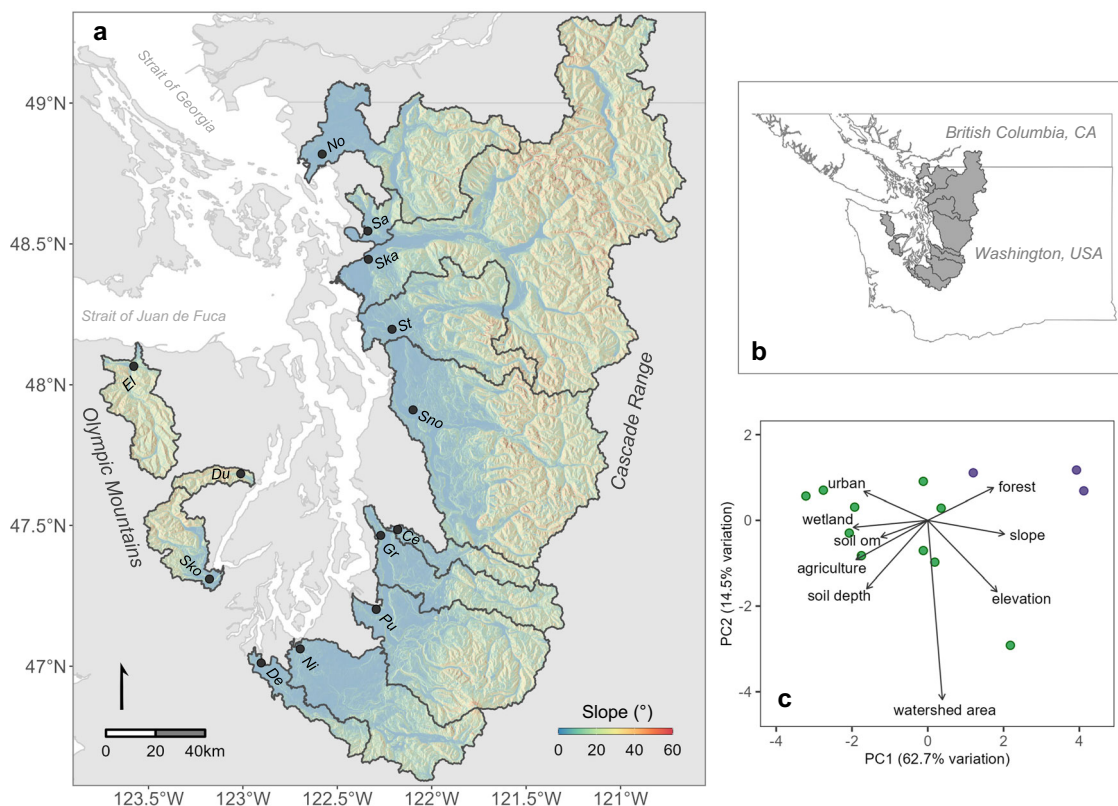 a
Strait of Georgia
49°N
48.5°N
48°N
47.5°N
47°N
No
Sa
Ska
St
Strait of Juan de Fuca
El
Sno
Cascade Range
Olympic Mountains
Du
Sko
Ce
Gr
Pu
Ni
De
0 20 40km
Slope (°)
0 20 40 60
123.5°W 123°W 122.5°W 122°W 121.5°W 121°W
British Columbia, CA
Washington, USA
b
2
0
-2
-4
PC2 (14.5% variation)
urban
forest
wetland
soil om
slope
agriculture
soil depth
elevation
watershed area
c
-4 -2 0 2 4
PC1 (62.7% variation)